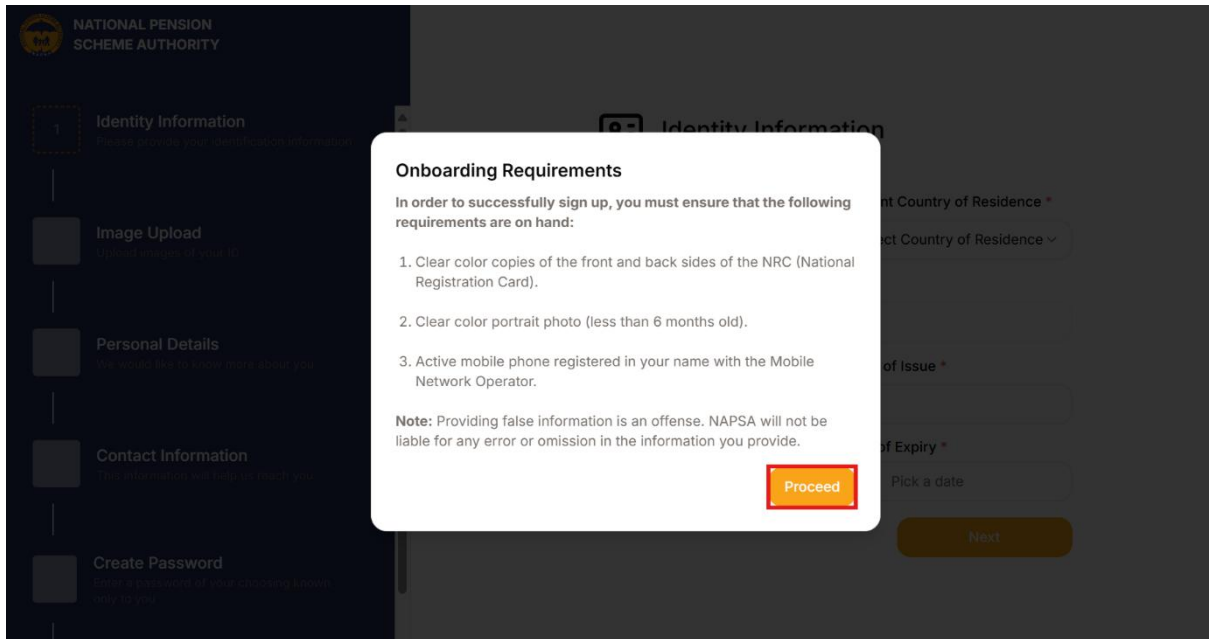 NATIONAL PENSION
SCHEME AUTHORITY
1
Identity Information
Please provide your identification information
Image Upload
Upload images of your ID
Personal Details
We would like to know more about you
Contact Information
This information will help us reach you
Create Password
Enter a password of your choosing known
only to you
Identity Information
nt Country of Residence *
ect Country of Residence
of Issue *
of Expiry *
Pick a date
Next
Onboarding Requirements
In order to successfully sign up, you must ensure that the following
requirements are on hand:
1. Clear color copies of the front and back sides of the NRC (National
Registration Card).
2. Clear color portrait photo (less than 6 months old).
3. Active mobile phone registered in your name with the Mobile
Network Operator.
Note: Providing false information is an offense. NAPSA will not be
liable for any error or omission in the information you provide.
Proceed